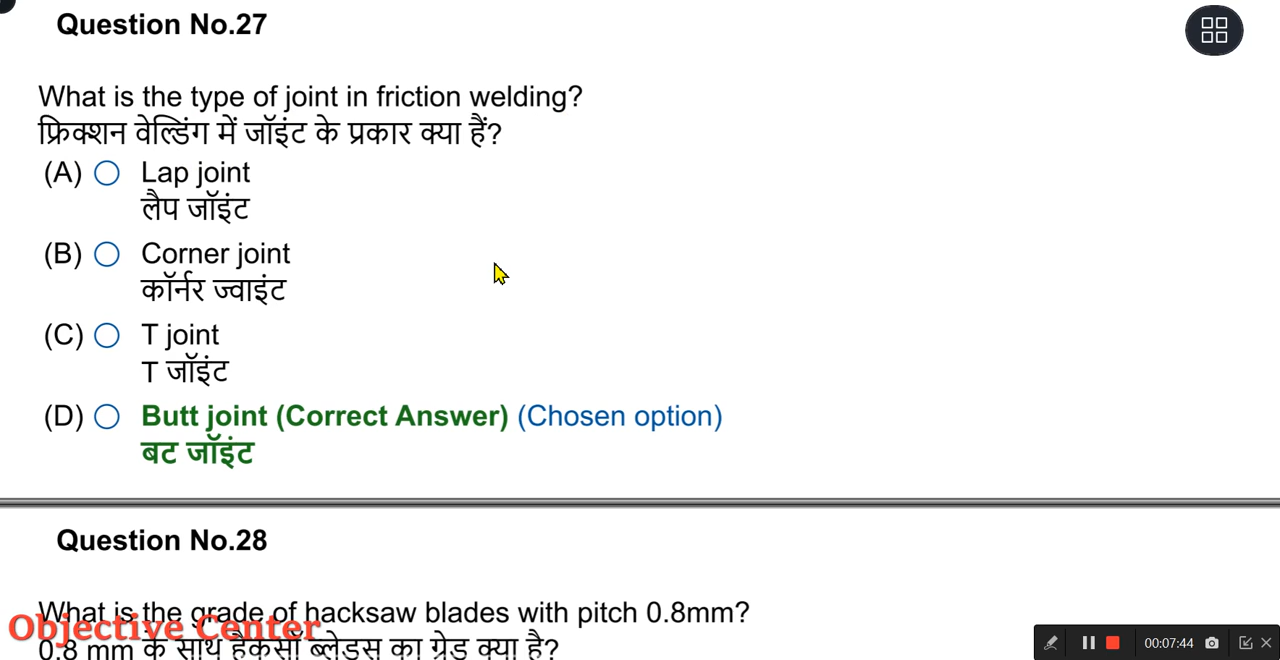 Question No.27
What is the type of joint in friction welding?
फ्रिक्शन वेल्डिंग में जॉइंट के प्रकार क्या हैं?
(A) Lap joint
लैप जॉइंट
(B) Corner joint
कॉर्नर ज्वाइंट
(C) T joint
T जॉइंट
(D) Butt joint (Correct Answer) (Chosen option)
बट जॉइंट
Question No.28
What is the grade of hacksaw blades with pitch 0.8mm?
Objective Center
0.8 mm के साथ हैकसॉ ब्लेडस का ग्रेड क्या है?
00:07:44